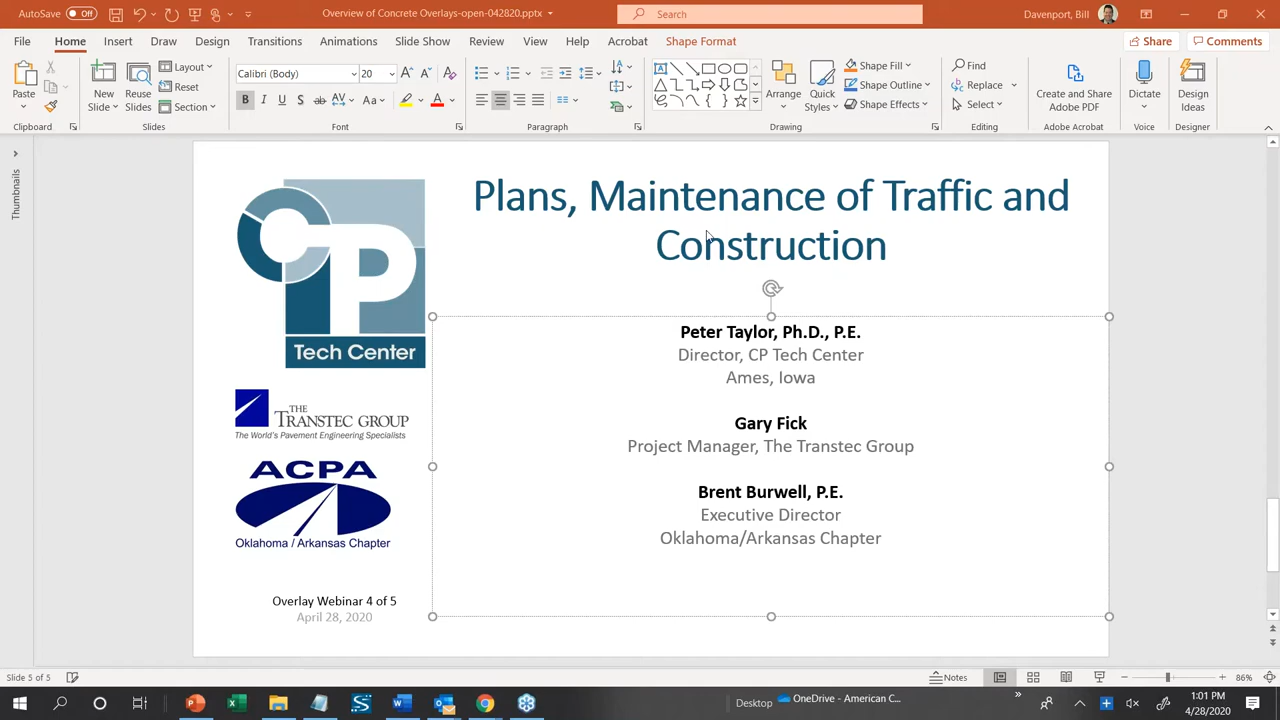 AutoSave Off
Overview of Concrete Overlays-open-042820.pptx
Search
Davenport, Bill
File Home Insert Draw Design Transitions Animations Slide Show Review View Help Acrobat Shape Format
Share Comments
Paste
New Slide
Reuse Slides
Layout
Reset
Section
Calibri (Body) 20
Arrange
Quick Styles
Shape Fill
Shape Outline
Shape Effects
Find
Replace
Select
Create and Share Adobe PDF
Dictate
Design Ideas
Clipboard Slides Font Paragraph Drawing Editing Adobe Acrobat Voice Designer
Thumbnails
CP
Tech Center
Plans, Maintenance of Traffic and
Construction
Peter Taylor, Ph.D., P.E.
Director, CP Tech Center
Ames, Iowa
Gary Fick
Project Manager, The Transtec Group
Brent Burwell, P.E.
Executive Director
Oklahoma/Arkansas Chapter
THE
TRANSTEC GROUP
The World's Pavement Engineering Specialists
ACPA
Oklahoma / Arkansas Chapter
Overlay Webinar 4 of 5
April 28, 2020
Slide 5 of 5
Notes
86%
Desktop
OneDrive - American C...
1:01 PM
4/28/2020